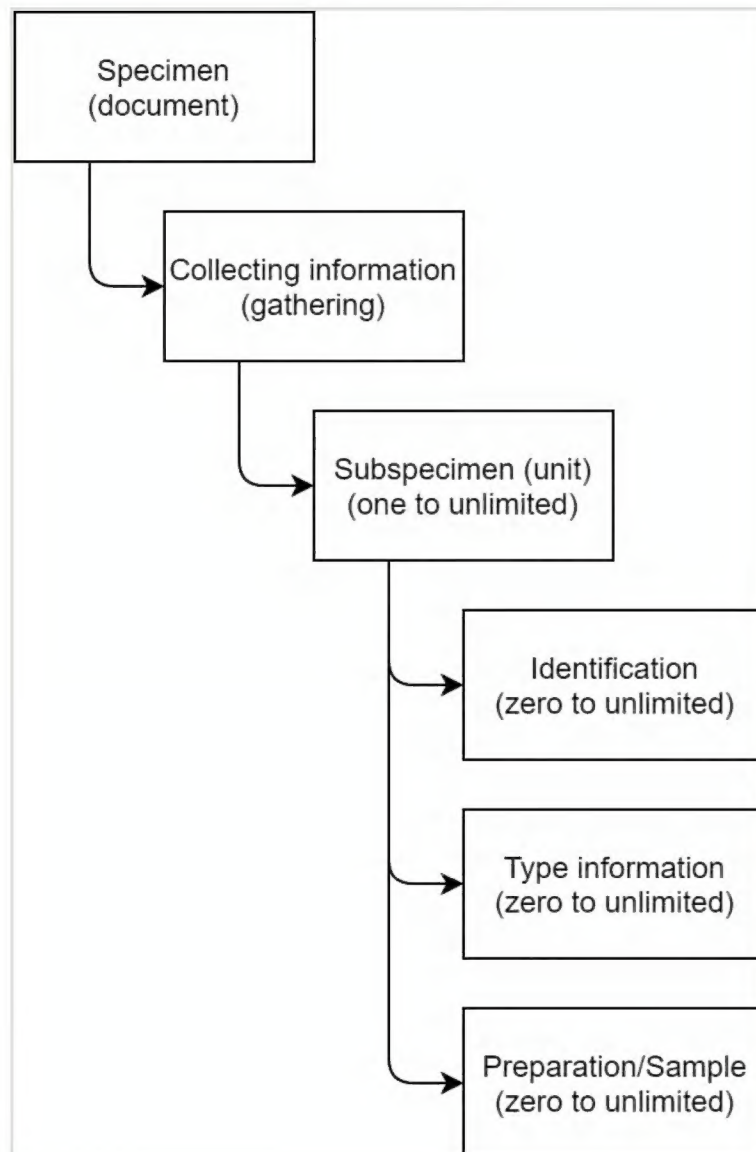 Specimen
(document)
Collecting information
(gathering)
Subspecimen (unit)
(one to unlimited)
Identification
(zero to unlimited)
Type information
(zero to unlimited)
Preparation/Sample
(zero to unlimited)